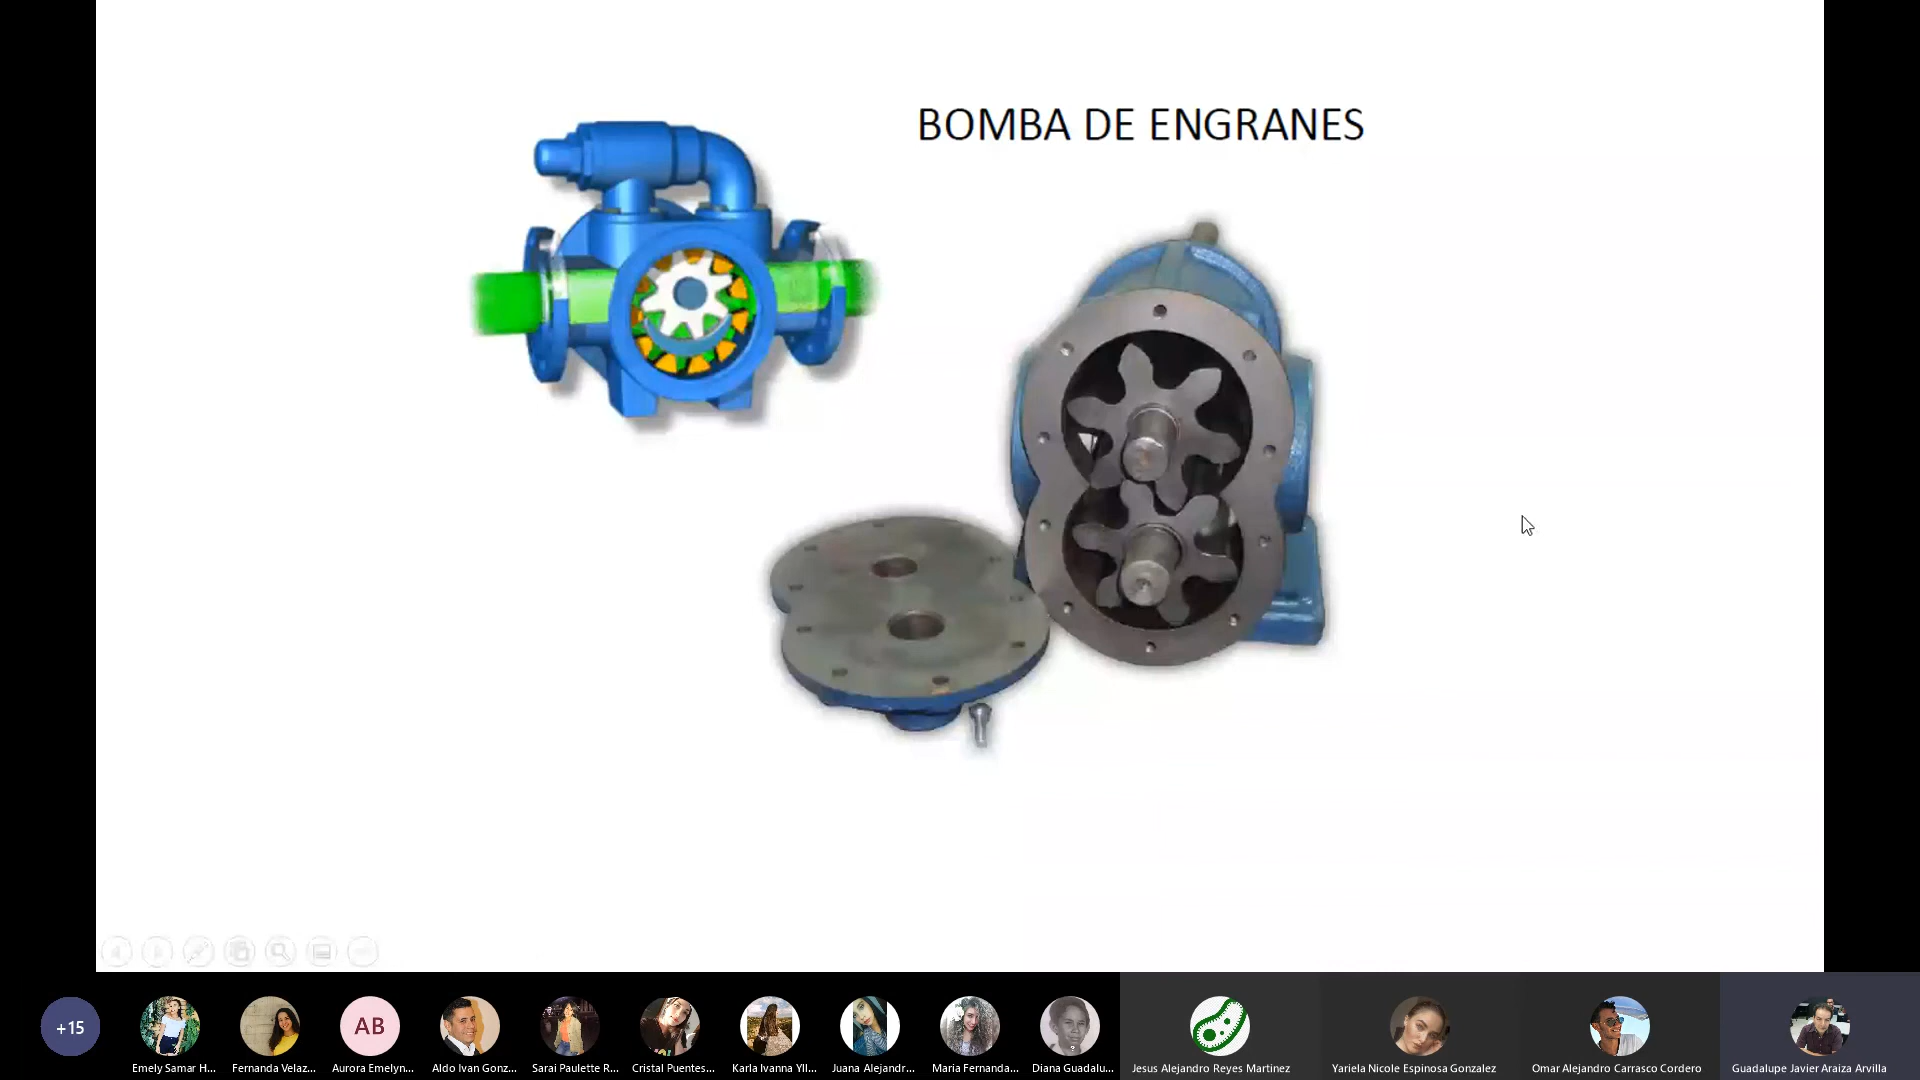 BOMBA DE ENGRANES
+15
Emely Samar H...
Fernanda Velaz...
AB
Aurora Emelyn...
Aldo Ivan Gonz...
Sarai Paulette R...
Cristal Puentes...
Karla Ivanna Yll...
Juana Alejandr...
Maria Fernanda...
Diana Guadalu...
Jesus Alejandro Reyes Martinez
Yariela Nicole Espinosa Gonzalez
Omar Alejandro Carrasco Cordero
Guadalupe Javier Araiza Arvilla